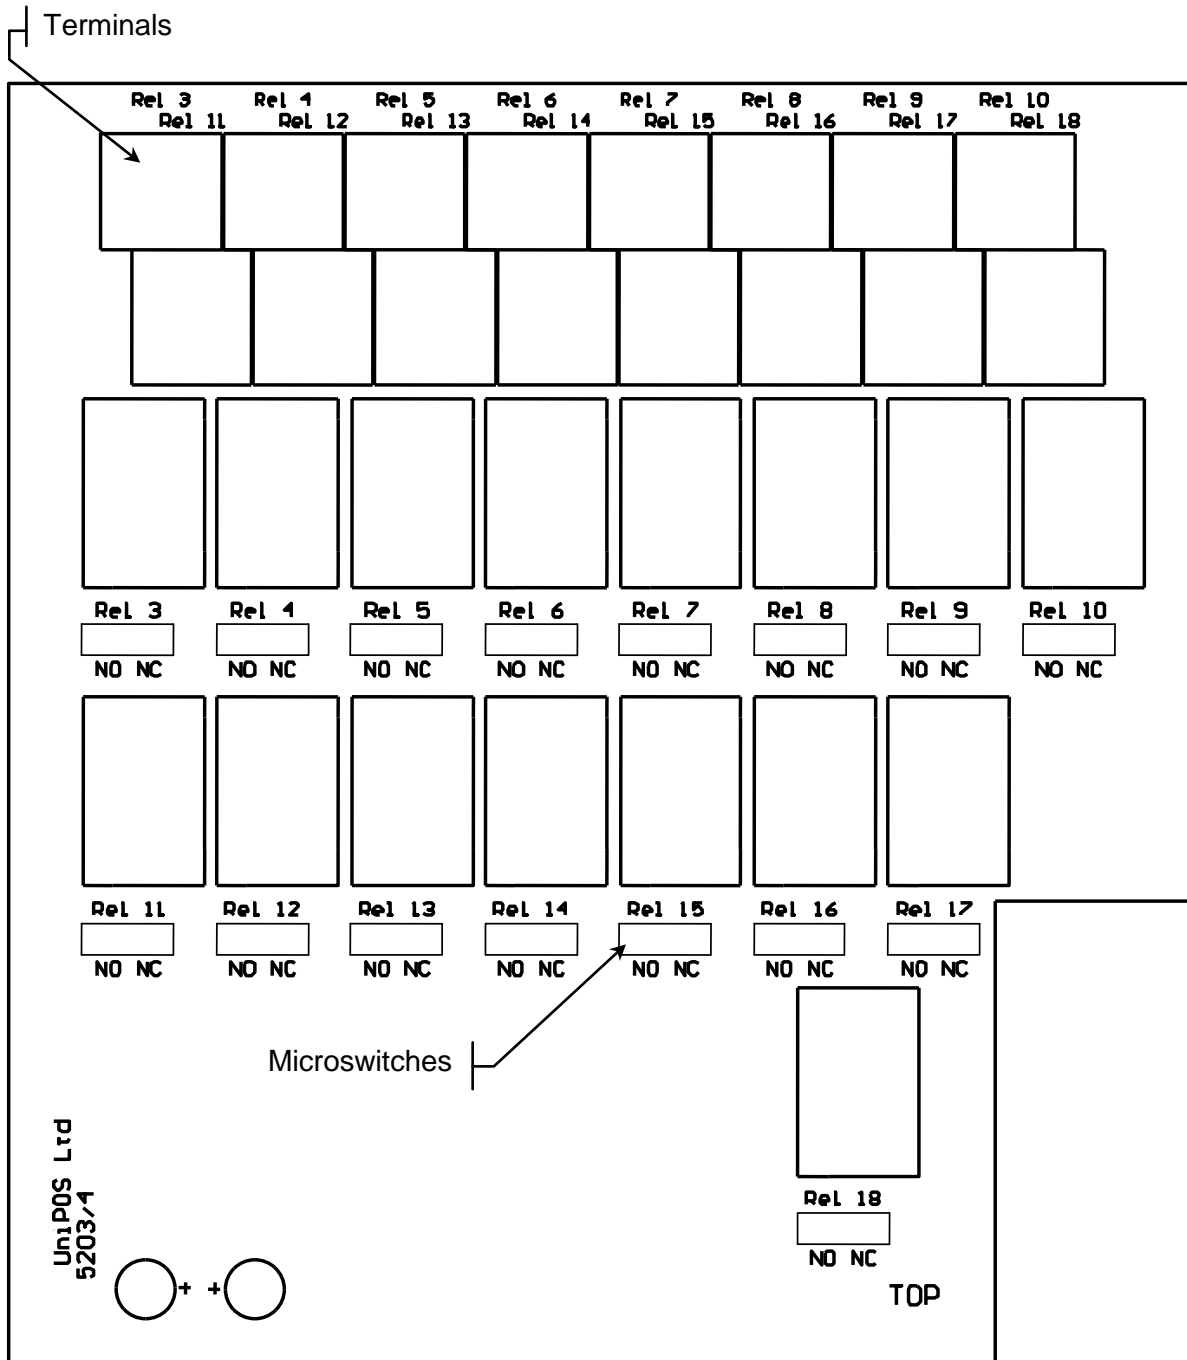 Terminals
Rel 3 Rel 4 Rel 5 Rel 6 Rel 7 Rel 8 Rel 9 Rel 10
Rel 11 Rel 12 Rel 13 Rel 14 Rel 15 Rel 16 Rel 17 Rel 18
Rel 3 Rel 4 Rel 5 Rel 6 Rel 7 Rel 8 Rel 9 Rel 10
NO NC NO NC NO NC NO NC NO NC NO NC NO NC NO NC
Rel 11 Rel 12 Rel 13 Rel 14 Rel 15 Rel 16 Rel 17
NO NC NO NC NO NC NO NC NO NC NO NC NO NC
Microswitches
Rel 18
NO NC
UniPOS Ltd
5203/4
+ +
TOP